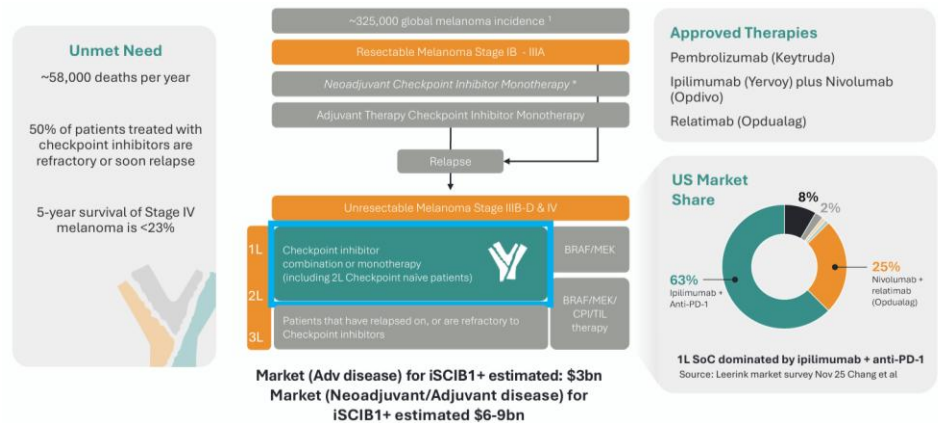 Unmet Need
~58,000 deaths per year
50% of patients treated with
checkpoint inhibitors are
refractory or soon relapse
5-year survival of Stage IV
melanoma is <23%
~325,000 global melanoma incidence ¹
Resectable Melanoma Stage IB - IIIA
Neoadjuvant Checkpoint Inhibitor Monotherapy *
Adjuvant Therapy Checkpoint Inhibitor Monotherapy
Relapse
Unresectable Melanoma Stage IIIB-D & IV
1L
Checkpoint inhibitor
combination or monotherapy
(including 2L Checkpoint naïve patients)
BRAF/MEK
2L
BRAF/MEK/
CPI/TIL
therapy
3L
Patients that have relapsed on, or are refractory to
Checkpoint inhibitors
Market (Adv disease) for iSCIB1+ estimated: $3bn
Market (Neoadjuvant/Adjuvant disease) for
iSCIB1+ estimated $6-9bn
Approved Therapies
Pembrolizumab (Keytruda)
Ipilimumab (Yervoy) plus Nivolumab
(Opdivo)
Relatimab (Opdualag)
US Market
Share
8%
2%
63%
Ipilimumab +
Anti-PD-1
25%
Nivolumab +
relatimab
(Opdualag)
1L SoC dominated by ipilimumab + anti-PD-1
Source: Leerink market survey Nov 25 Chang et al